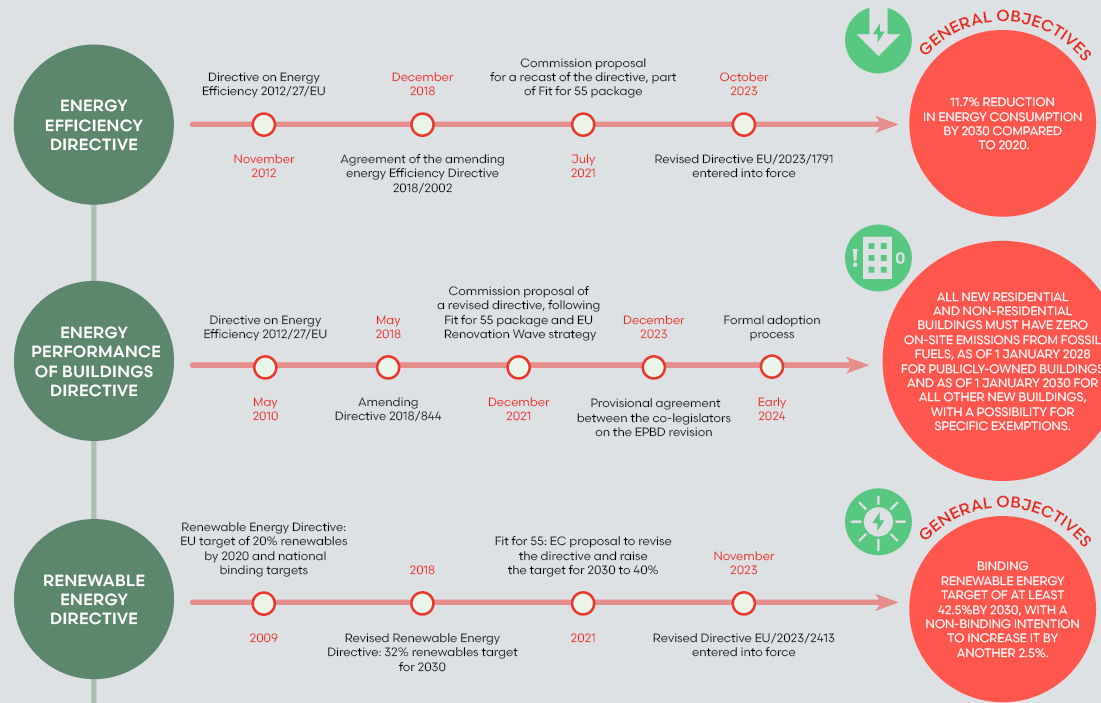 GENERAL OBJECTIVES
ENERGY
EFFICIENCY
DIRECTIVE
Directive on Energy
Efficiency 2012/27/EU
November
2012
December
2018
Agreement of the amending
energy Efficiency Directive
2018/2002
Commission proposal
for a recast of the directive, part
of Fit for 55 package
July
2021
October
2023
Revised Directive EU/2023/1791
entered into force
11.7% REDUCTION
IN ENERGY CONSUMPTION
BY 2030 COMPARED
TO 2020.
ENERGY
PERFORMANCE
OF BUILDINGS
DIRECTIVE
Directive on Energy
Efficiency 2012/27/EU
May
2010
May
2018
Amending
Directive 2018/844
Commission proposal of
a revised directive, following
Fit for 55 package and EU
Renovation Wave strategy
December
2021
December
2023
Provisional agreement
between the co-legislators
on the EPBD revision
Formal adoption
process
Early
2024
! 0
ALL NEW RESIDENTIAL
AND NON-RESIDENTIAL
BUILDINGS MUST HAVE ZERO
ON-SITE EMISSIONS FROM FOSSIL
FUELS, AS OF 1 JANUARY 2028
FOR PUBLICLY-OWNED BUILDINGS
AND AS OF 1 JANUARY 2030 FOR
ALL OTHER NEW BUILDINGS,
WITH A POSSIBILITY FOR
SPECIFIC EXEMPTIONS.
RENEWABLE
ENERGY
DIRECTIVE
Renewable Energy Directive:
EU target of 20% renewables
by 2020 and national
binding targets
2009
2018
Revised Renewable Energy
Directive: 32% renewables target
for 2030
Fit for 55: EC proposal to revise
the directive and raise
the target for 2030 to 40%
2021
November
2023
Revised Directive EU/2023/2413
entered into force
GENERAL OBJECTIVES
BINDING
RENEWABLE ENERGY
TARGET OF AT LEAST
42.5%BY 2030, WITH A
NON-BINDING INTENTION
TO INCREASE IT BY
ANOTHER 2.5%.